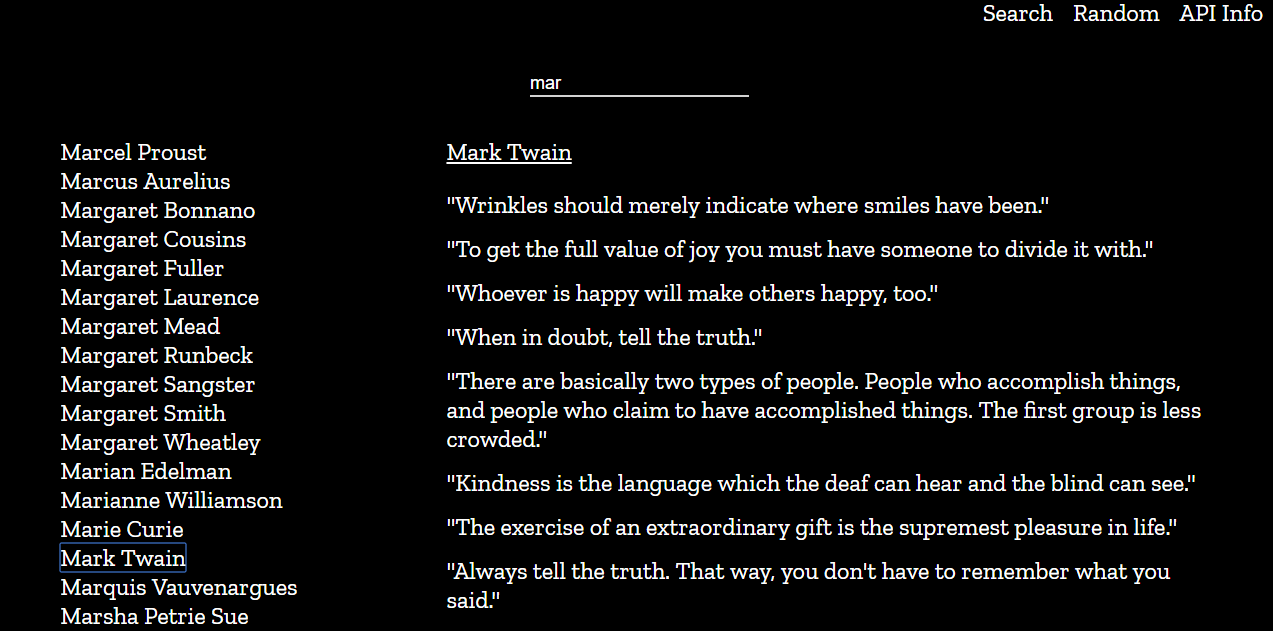 Search Random API Info
mar
Marcel Proust
Marcus Aurelius
Margaret Bonnano
Margaret Cousins
Margaret Fuller
Margaret Laurence
Margaret Mead
Margaret Runbeck
Margaret Sangster
Margaret Smith
Margaret Wheatley
Marian Edelman
Marianne Williamson
Marie Curie
Mark Twain
Marquis Vauvenargues
Marsha Petrie Sue
Mark Twain
"Wrinkles should merely indicate where smiles have been."
"To get the full value of joy you must have someone to divide it with."
"Whoever is happy will make others happy, too."
"When in doubt, tell the truth."
"There are basically two types of people. People who accomplish things,
and people who claim to have accomplished things. The first group is less
crowded."
"Kindness is the language which the deaf can hear and the blind can see."
"The exercise of an extraordinary gift is the supremest pleasure in life."
"Always tell the truth. That way, you don't have to remember what you
said."